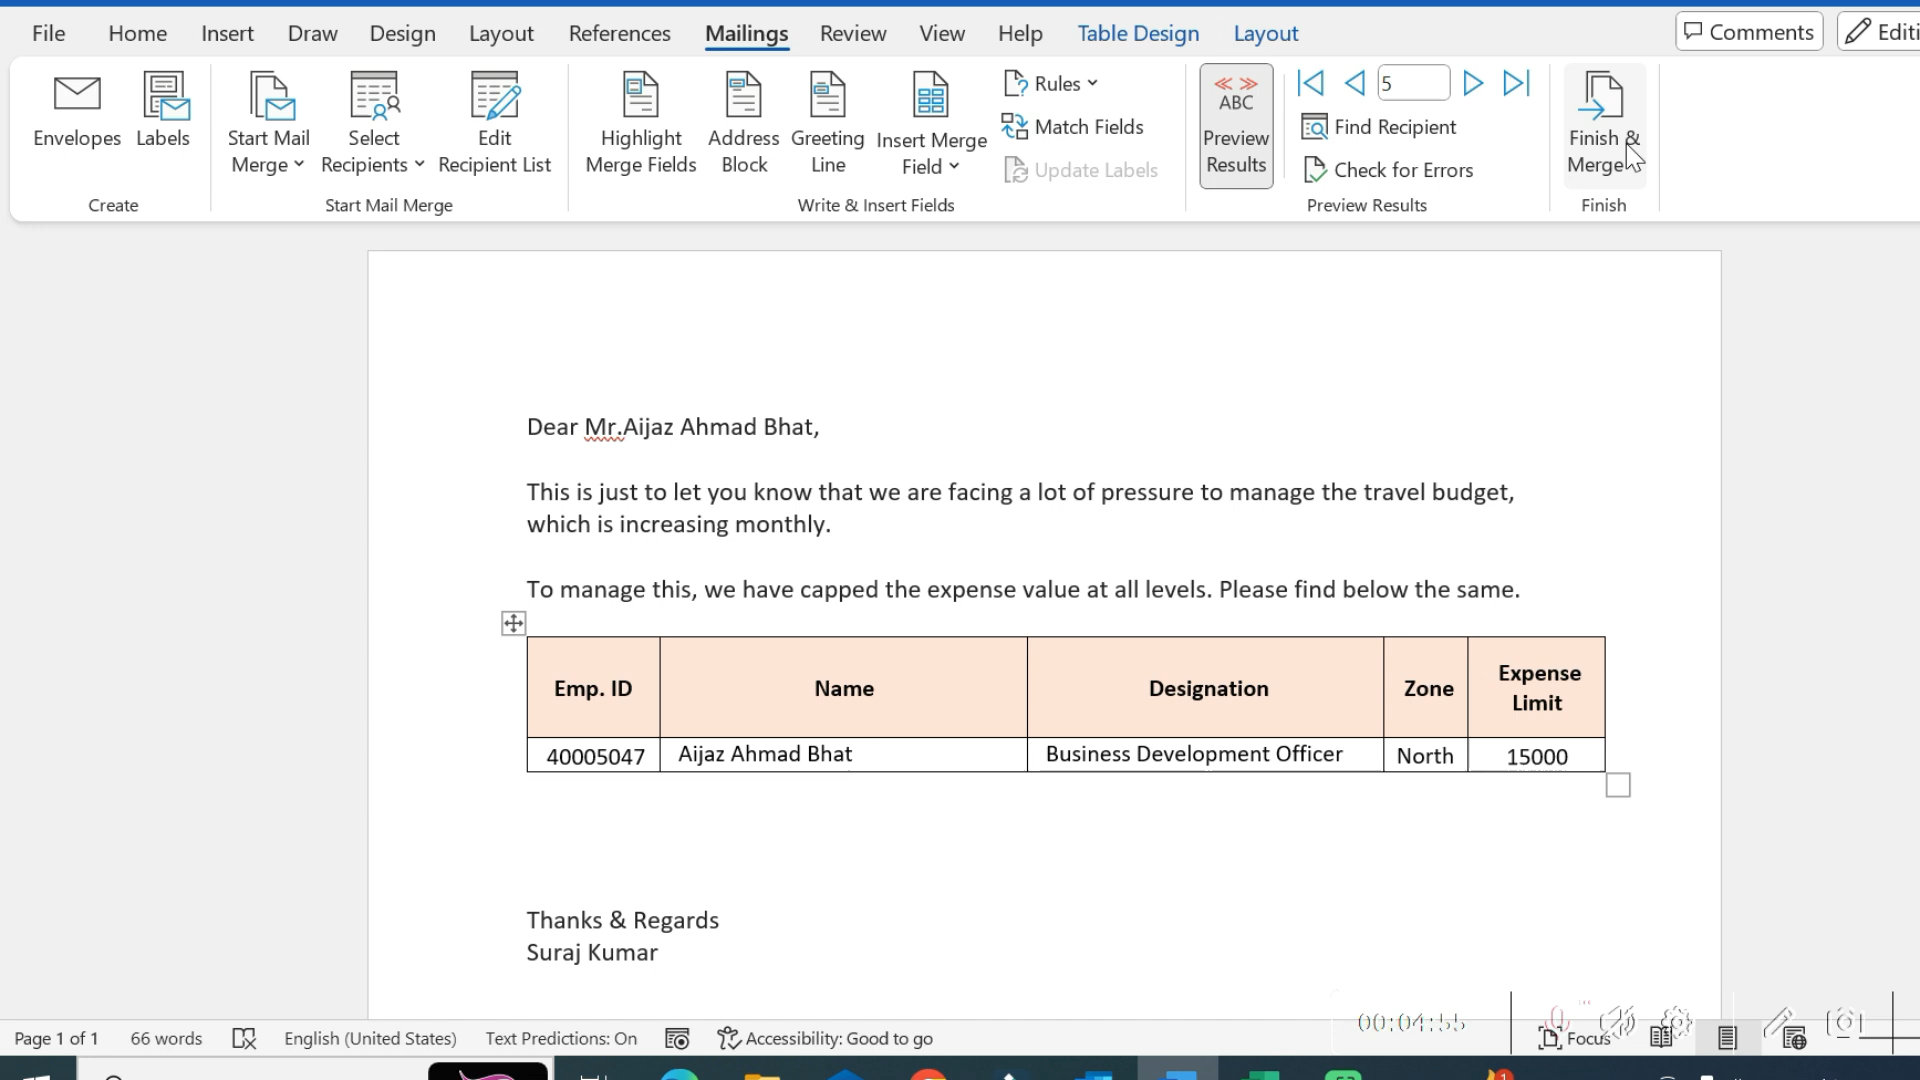 File Home Insert Draw Design Layout References Mailings Review View Help Table Design Layout Comments Editi
Envelopes Labels Start Mail Merge Select Recipients Edit Recipient List Highlight Merge Fields Address Block Greeting Line Insert Merge Field Rules Match Fields Update Labels
<< >> ABC Preview Results 5 Find Recipient Check for Errors Finish & Merge
Create Start Mail Merge Write & Insert Fields Preview Results Finish
Dear Mr.Aijaz Ahmad Bhat,
This is just to let you know that we are facing a lot of pressure to manage the travel budget,
which is increasing monthly.
To manage this, we have capped the expense value at all levels. Please find below the same.
Emp. ID Name Designation Zone Expense Limit
40005047 Aijaz Ahmad Bhat Business Development Officer North 15000
Thanks & Regards
Suraj Kumar
00:04:55
Page 1 of 1 66 words English (United States) Text Predictions: On Accessibility: Good to go Focus
1